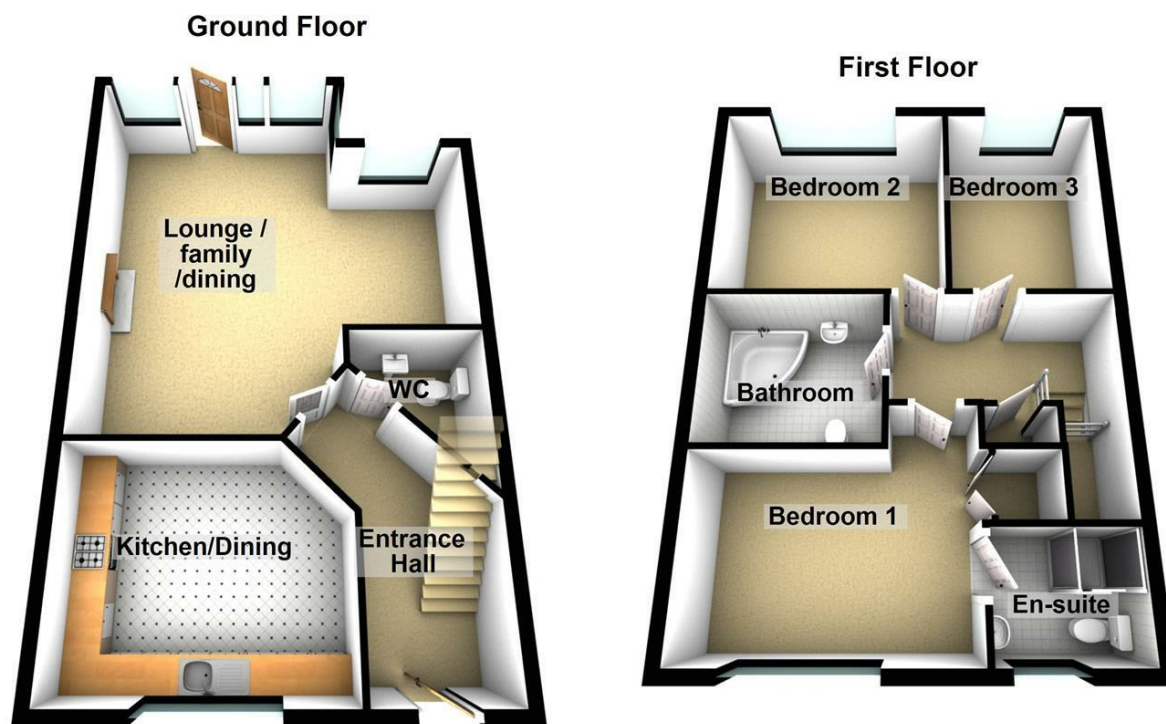 Ground Floor
Lounge /
family
/dining
WC
Kitchen/Dining
Entrance
Hall
First Floor
Bedroom 2
Bedroom 3
Bathroom
Bedroom 1
En-suite